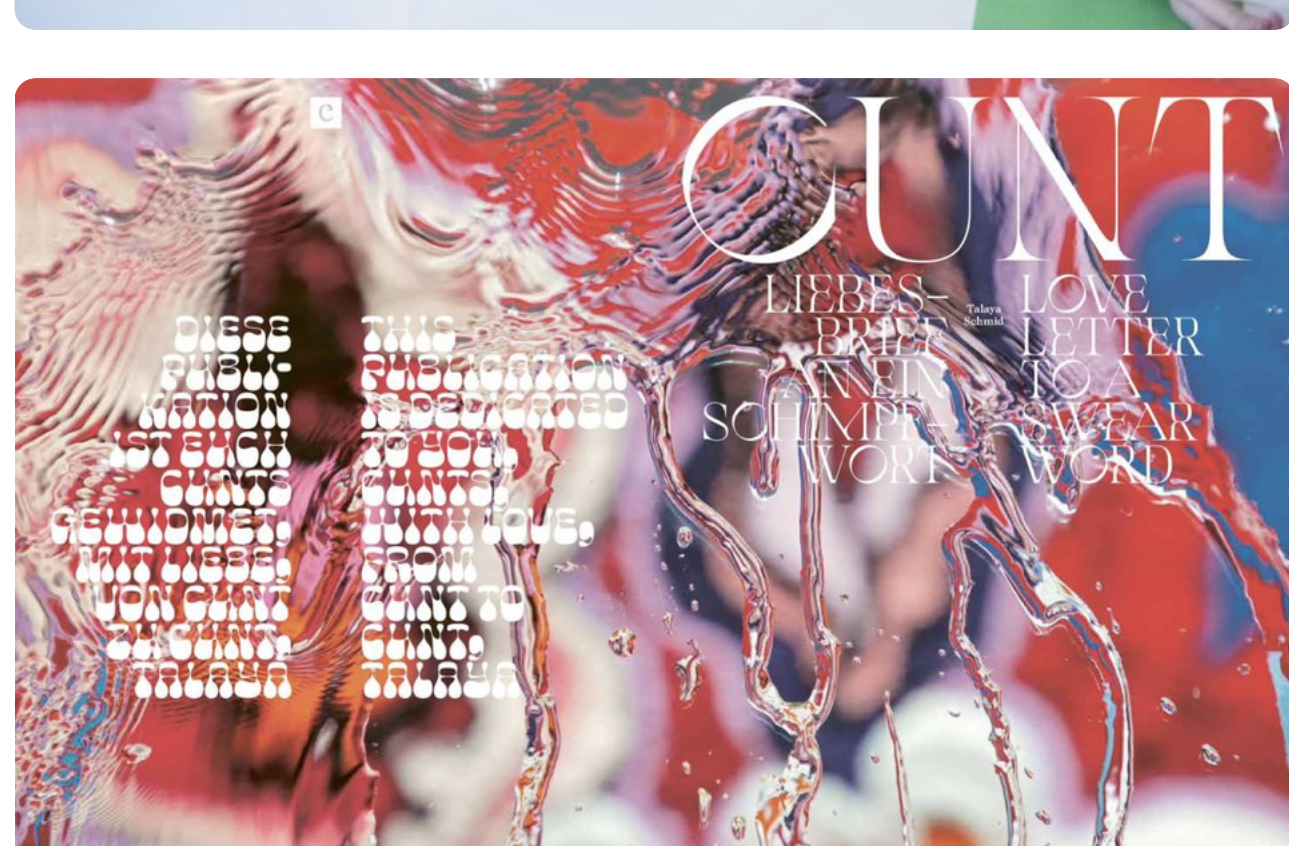 e
DIESE
PUBLI-
KATION
IST EUCH
CUNTS
GEWIDMET,
MIT LIEBE,
VON CUNT
ZU CUNT,
TALAYA
THIS
PUBLICATION
IS DEDICATED
TO YOU,
CUNTS,
WITH LOVE,
FROM
CUNT TO
CUNT,
TALAYA
CUNT
LIEBES-
BRIEF
AN EIN
SCHIMPF-
WORT
Talaya
Schmid
LOVE
LETTER
TO A
SWEAR
WORD